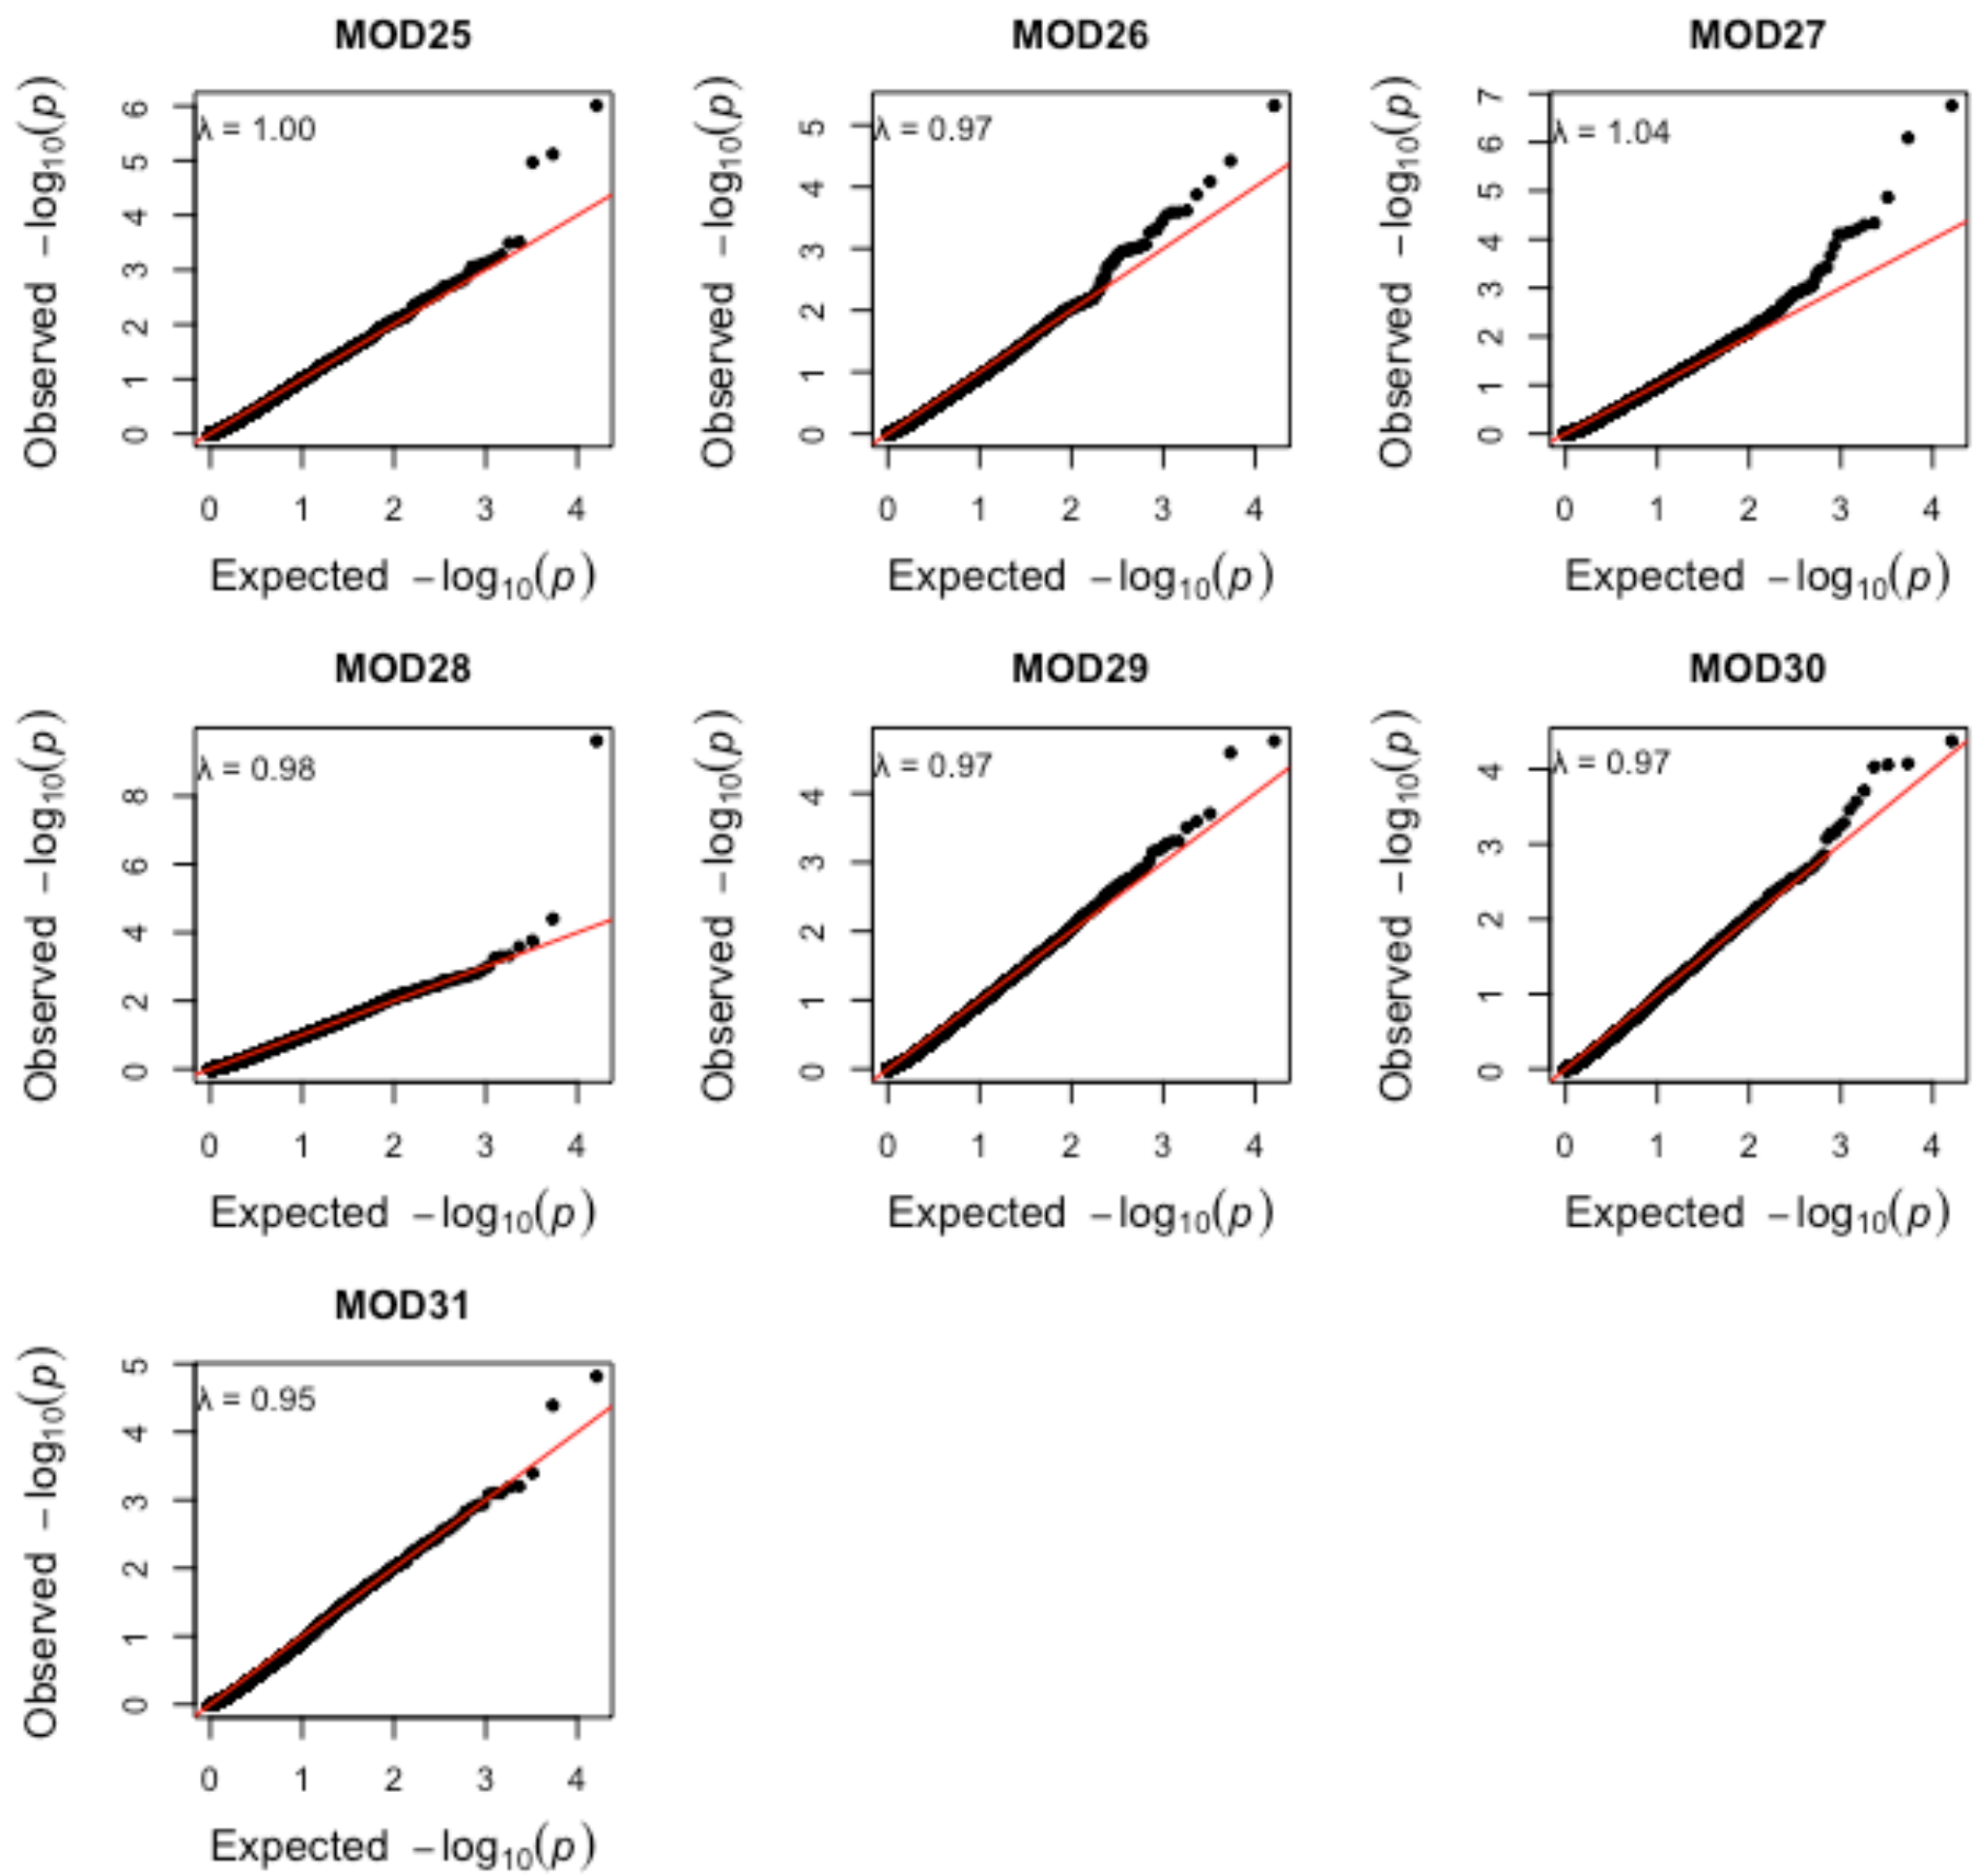 MOD25
MOD26
MOD27
Observed −log10(p)
0 1 2 3 4 5 6
λ = 1.00
0 1 2 3 4
Expected −log10(p)
Observed −log10(p)
0 1 2 3 4 5
λ = 0.97
0 1 2 3 4
Expected −log10(p)
Observed −log10(p)
0 1 2 3 4 5 6 7
λ = 1.04
0 1 2 3 4
Expected −log10(p)
MOD28
MOD29
MOD30
Observed −log10(p)
0 2 4 6 8
λ = 0.98
0 1 2 3 4
Expected −log10(p)
Observed −log10(p)
0 1 2 3 4
λ = 0.97
0 1 2 3 4
Expected −log10(p)
Observed −log10(p)
0 1 2 3 4
λ = 0.97
0 1 2 3 4
Expected −log10(p)
MOD31
Observed −log10(p)
0 1 2 3 4 5
λ = 0.95
0 1 2 3 4
Expected −log10(p)